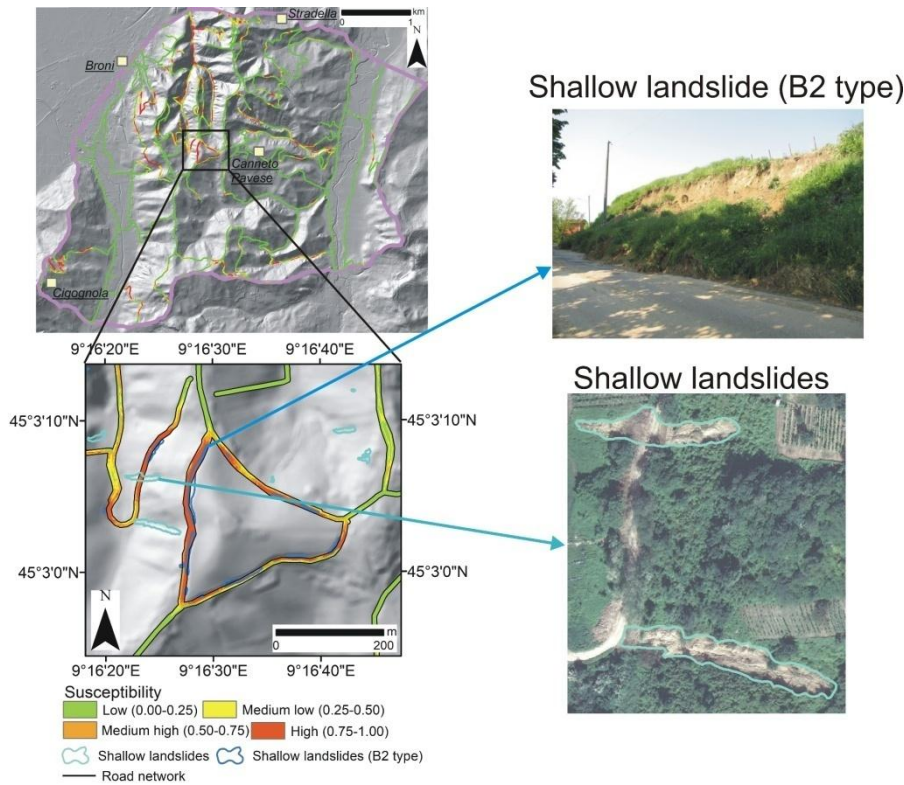 km
0 1
N
Stradella
Broni
Canneto
Pavese
Cigognola
Shallow landslide (B2 type)
9°16'20"E 9°16'30"E 9°16'40"E
45°3'10"N 45°3'10"N
45°3'0"N 45°3'0"N
N
m
0 200
9°16'20"E 9°16'30"E 9°16'40"E
Shallow landslides
Susceptibility
Low (0.00-0.25) Medium low (0.25-0.50)
Medium high (0.50-0.75) High (0.75-1.00)
Shallow landslides Shallow landslides (B2 type)
Road network